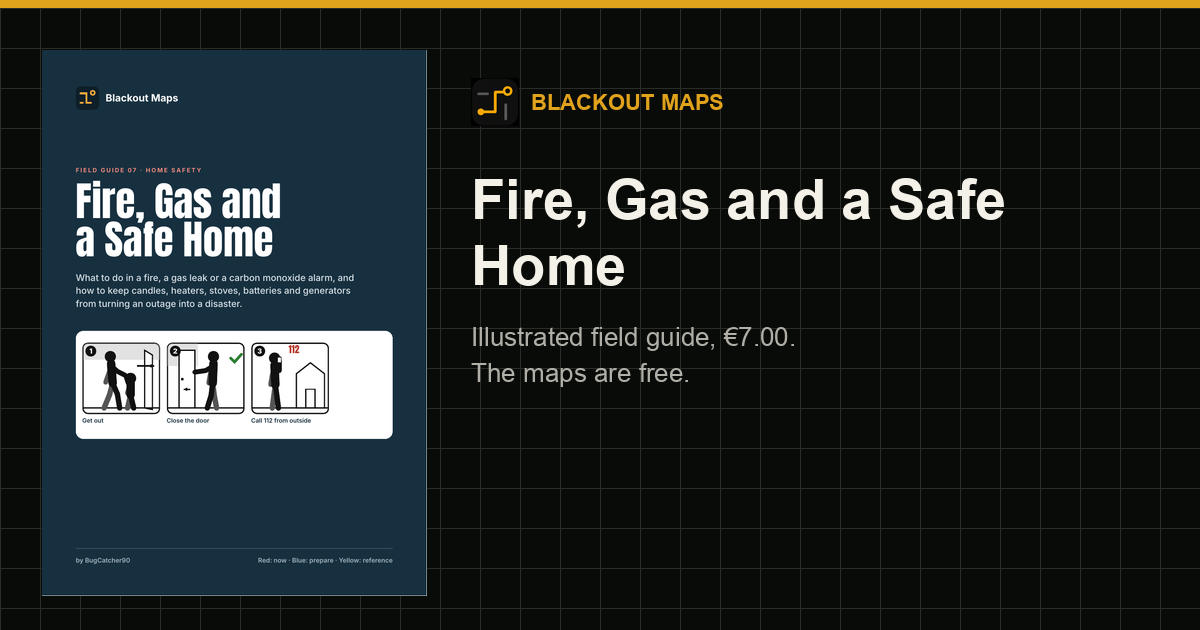 Blackout Maps
FIELD GUIDE 07 · HOME SAFETY
Fire, Gas and
a Safe Home
What to do in a fire, a gas leak or a carbon monoxide alarm, and
how to keep candles, heaters, stoves, batteries and generators
from turning an outage into a disaster.
1
2
3
112
Get out
Close the door
Call 112 from outside
by BugCatcher90
Red: now · Blue: prepare · Yellow: reference
BLACKOUT MAPS
Fire, Gas and a Safe
Home
Illustrated field guide, €7.00.
The maps are free.